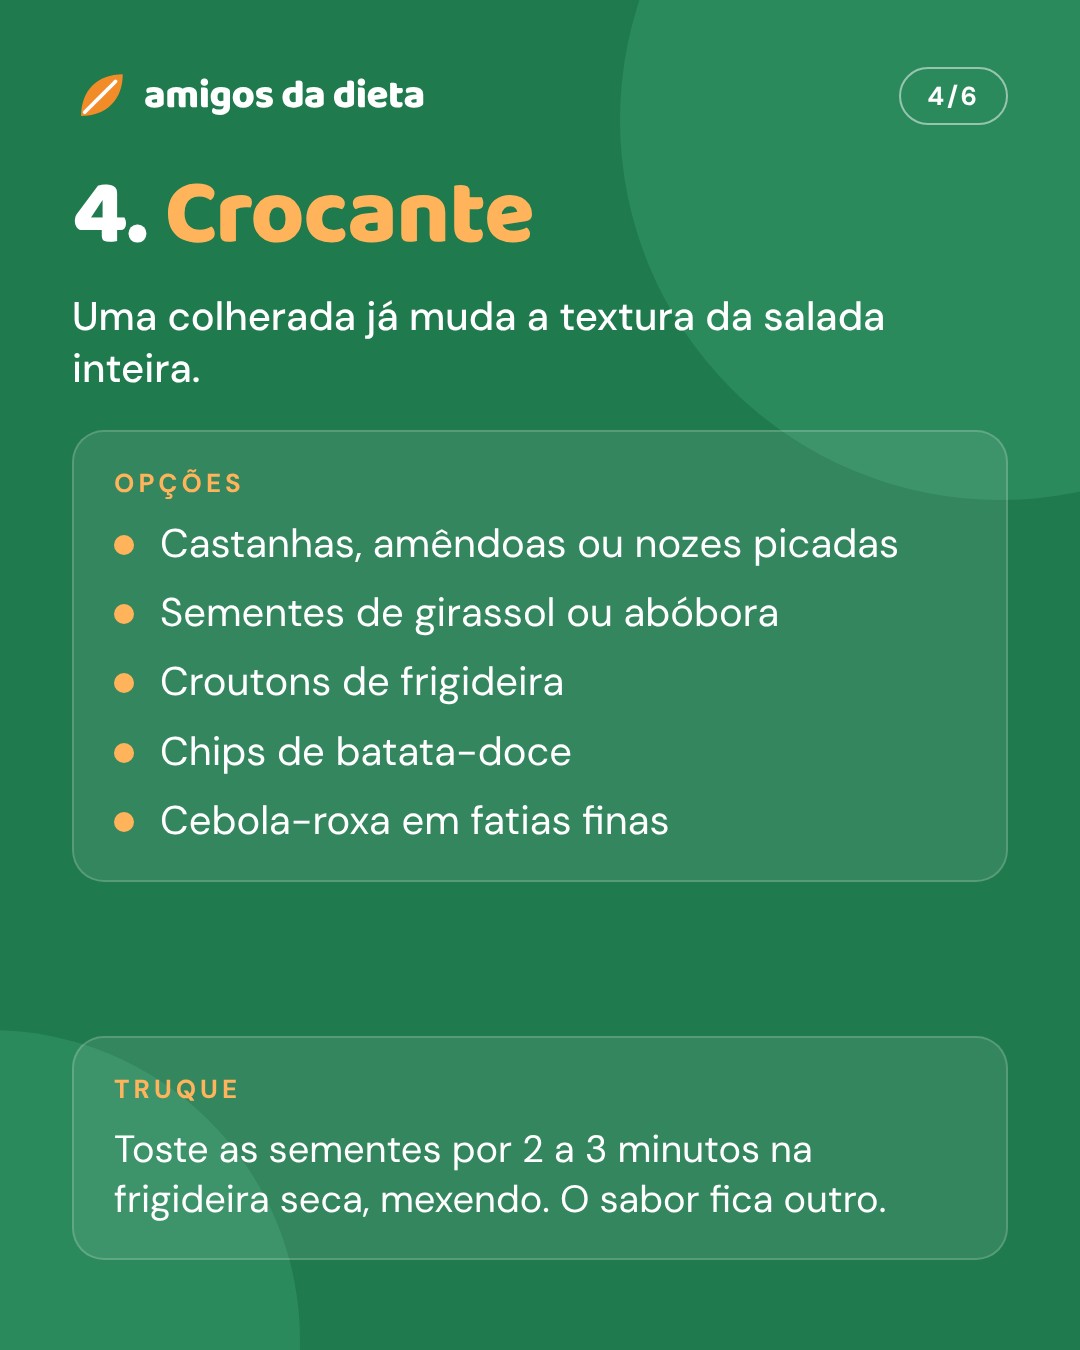 amigos da dieta
4/6
4. Crocante
Uma colherada já muda a textura da salada
inteira.
OPÇÕES
Castanhas, amêndoas ou nozes picadas
Sementes de girassol ou abóbora
Croutons de frigideira
Chips de batata-doce
Cebola-roxa em fatias finas
TRUQUE
Toste as sementes por 2 a 3 minutos na
frigideira seca, mexendo. O sabor fica outro.